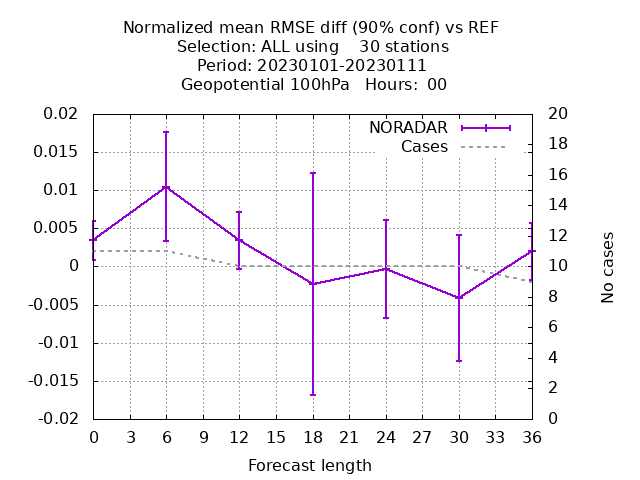 Normalized mean RMSE diff (90% conf) vs REF
Selection: ALL using    30 stations
Period: 20230101-20230111
Geopotential 100hPa   Hours:  00
NORADAR
Cases
0.02
0.015
0.01
0.005
0
-0.005
-0.01
-0.015
-0.02
20
18
16
14
12
10
8
6
4
2
0
No cases
0 3 6 9 12 15 18 21 24 27 30 33 36
Forecast length